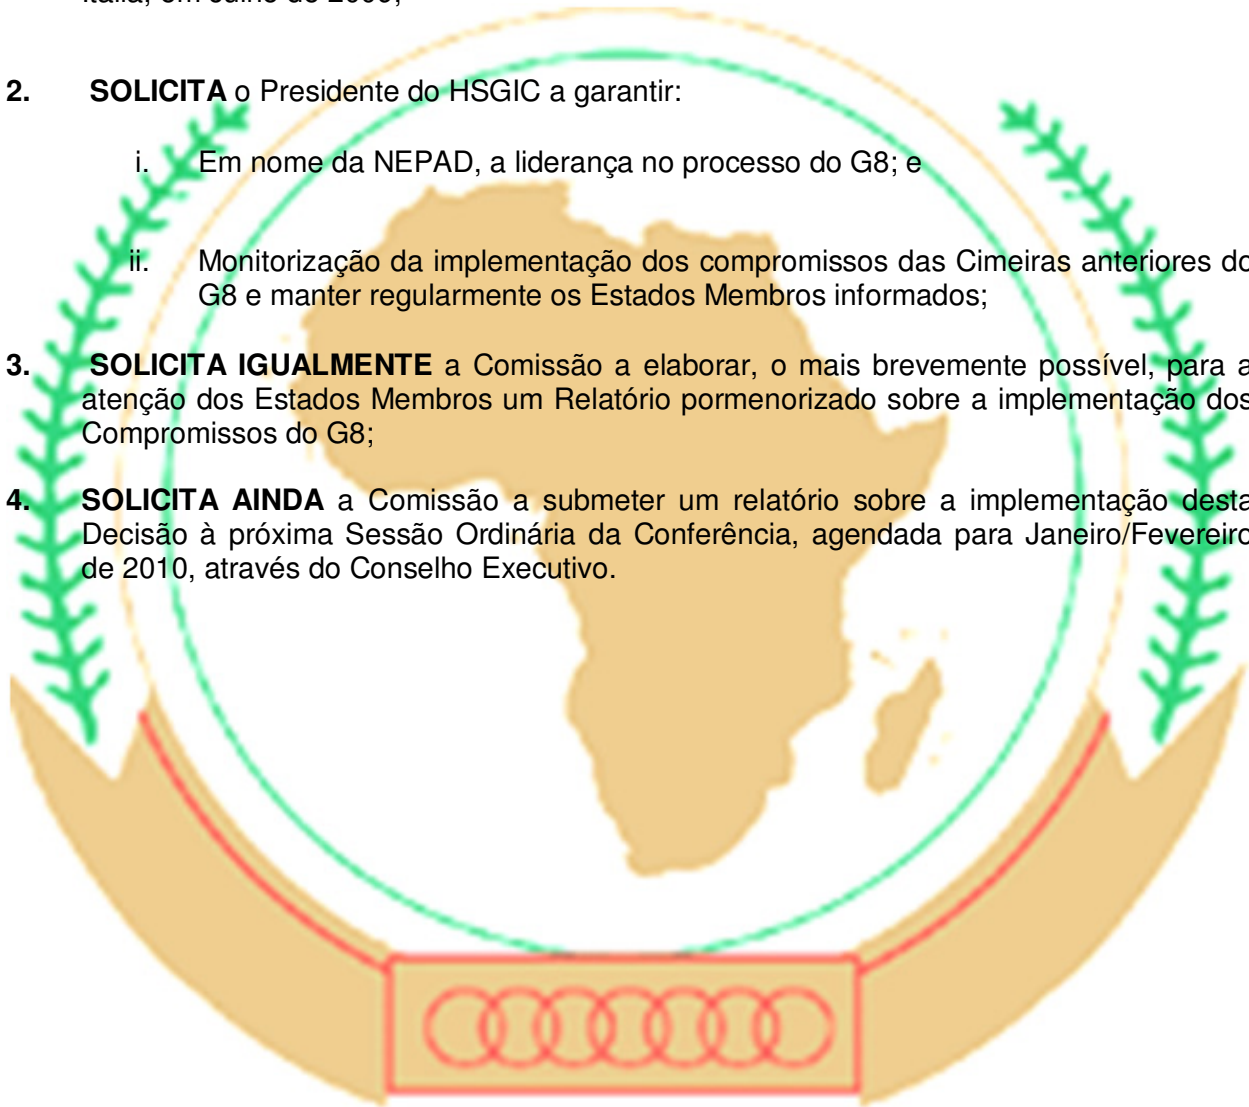 em Julho de
2. SOLICITA o Presidente do HSGIC a garantir:
i. Em nome da NEPAD, a liderança no processo do G8; e
ii. Monitorização da implementação dos compromissos das Cimeiras anteriores do
G8 e manter regularmente os Estados Membros informados;
3. SOLICITA IGUALMENTE a Comissão a elaborar, o mais brevemente possível, para a
atenção dos Estados Membros um Relatório pormenorizado sobre a implementação dos
Compromissos do G8;
4. SOLICITA AINDA a Comissão a submeter um relatório sobre a implementação desta
Decisão à próxima Sessão Ordinária da Conferência, agendada para Janeiro/Fevereiro
de 2010, através do Conselho Executivo.